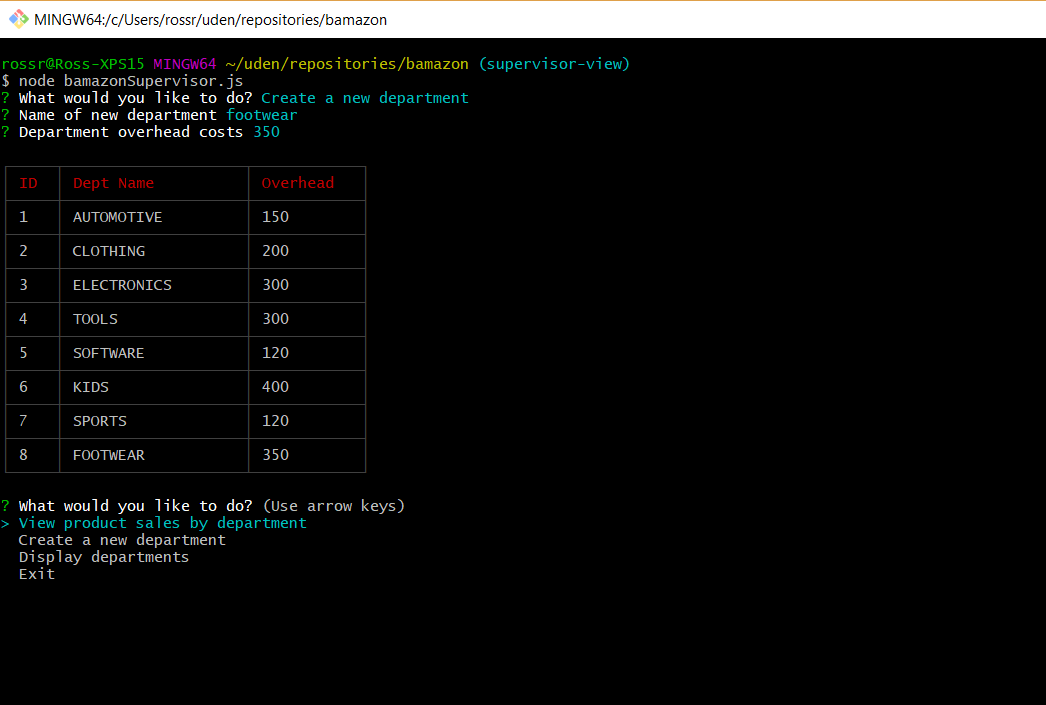 MINGW64:/c/Users/rossr/uden/repositories/bamazon
rossr@Ross-XPS15 MINGW64 ~/uden/repositories/bamazon (supervisor-view)
$ node bamazonSupervisor.js
? What would you like to do? Create a new department
? Name of new department footwear
? Department overhead costs 350
ID Dept Name Overhead
1 AUTOMOTIVE 150
2 CLOTHING 200
3 ELECTRONICS 300
4 TOOLS 300
5 SOFTWARE 120
6 KIDS 400
7 SPORTS 120
8 FOOTWEAR 350
? What would you like to do? (Use arrow keys)
> View product sales by department
Create a new department
Display departments
Exit